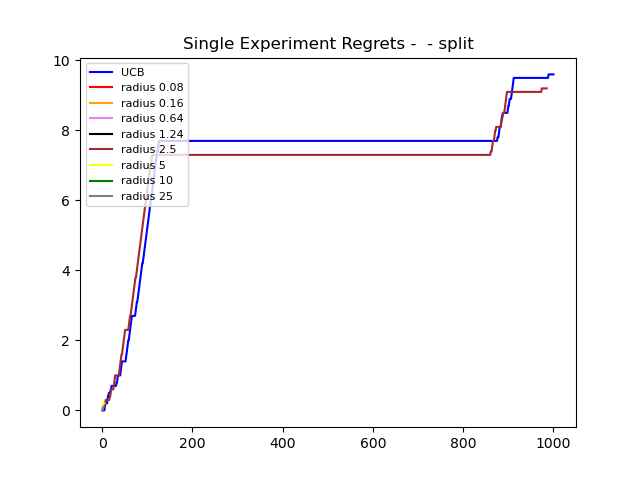 Single Experiment Regrets -  - split
10
8
6
4
2
0
UCB
radius 0.08
radius 0.16
radius 0.64
radius 1.24
radius 2.5
radius 5
radius 10
radius 25
0 200 400 600 800 1000